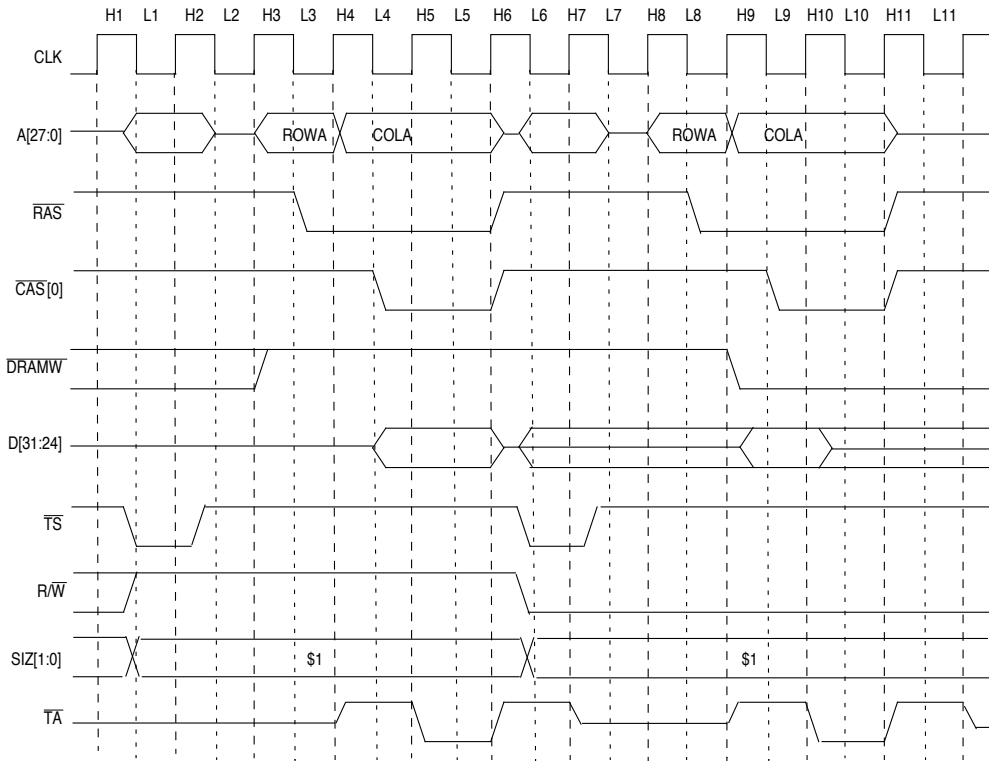 H1 L1 H2 L2 H3 L3 H4 L4 H5 L5 H6 L6 H7 L7 H8 L8 H9 L9 H10 L10 H11 L11
CLK
A[27:0] ROWA COLA ROWA COLA
RAS
CAS[0]
DRAMW
D[31:24]
TS
R/W
SIZ[1:0] $1 $1
TA